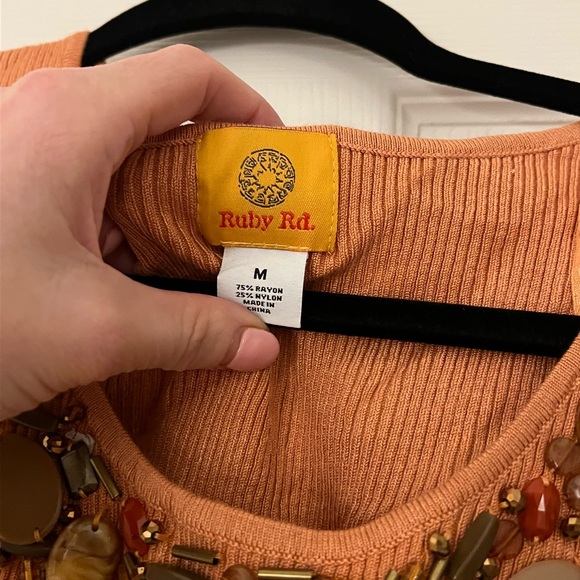 Ruby Rd.
M
75% RAYON
25% NYLON
MADE IN
CHINA